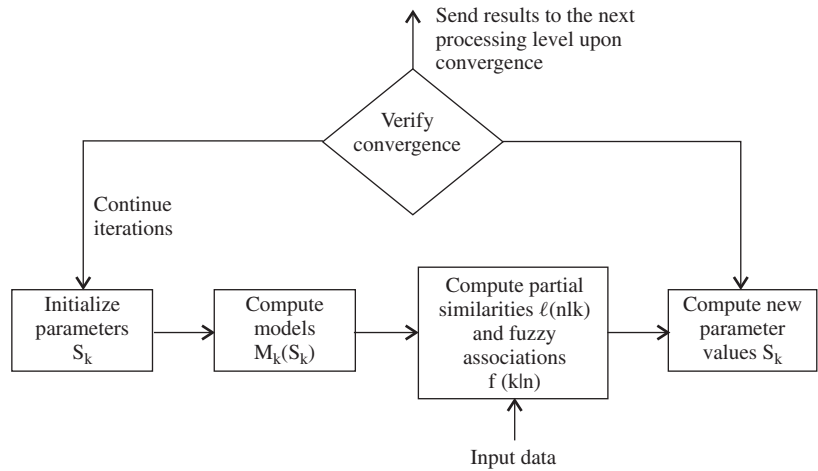 Send results to the next
processing level upon
convergence
Verify
convergence
Continue
iterations
Initialize
parameters
Sₖ
Compute
models
Mₖ(Sₖ)
Compute partial
similarities ℓ(n|k)
and fuzzy
associations
f (k|n)
Compute new
parameter
values Sₖ
Input data